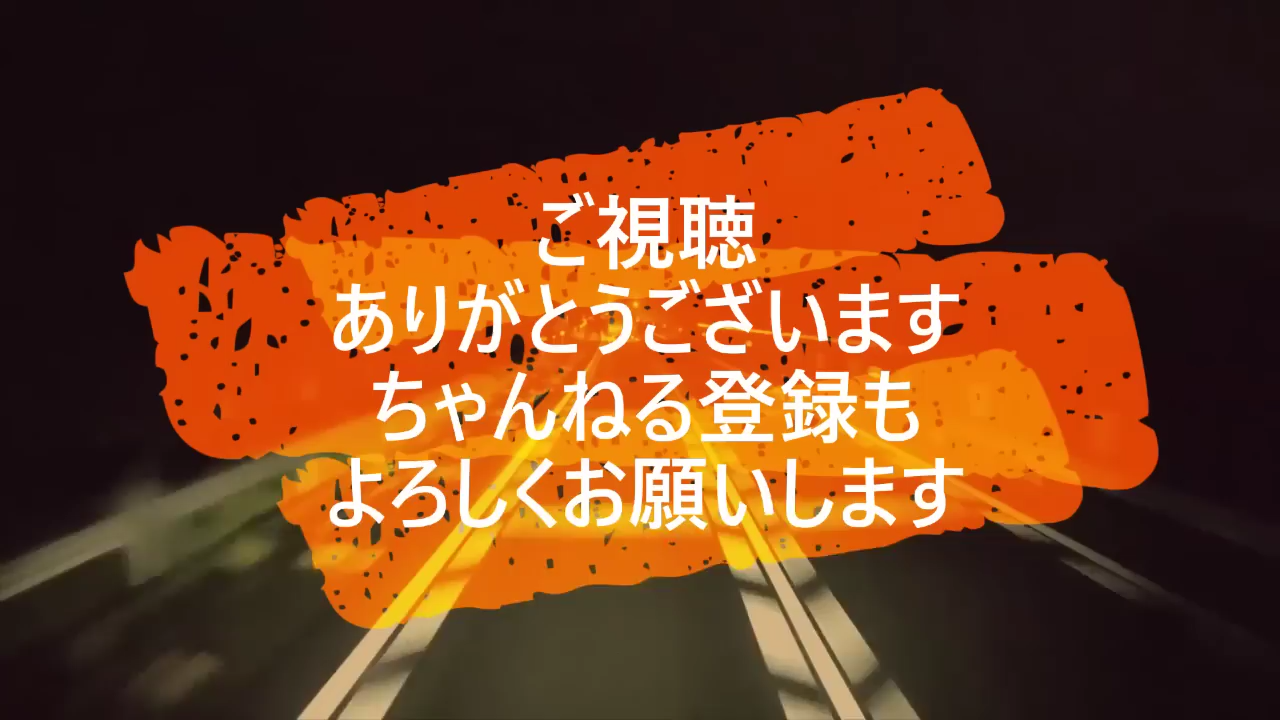 ご視聴
ありがとうございます
ちゃんねる登録も
よろしくお願いします